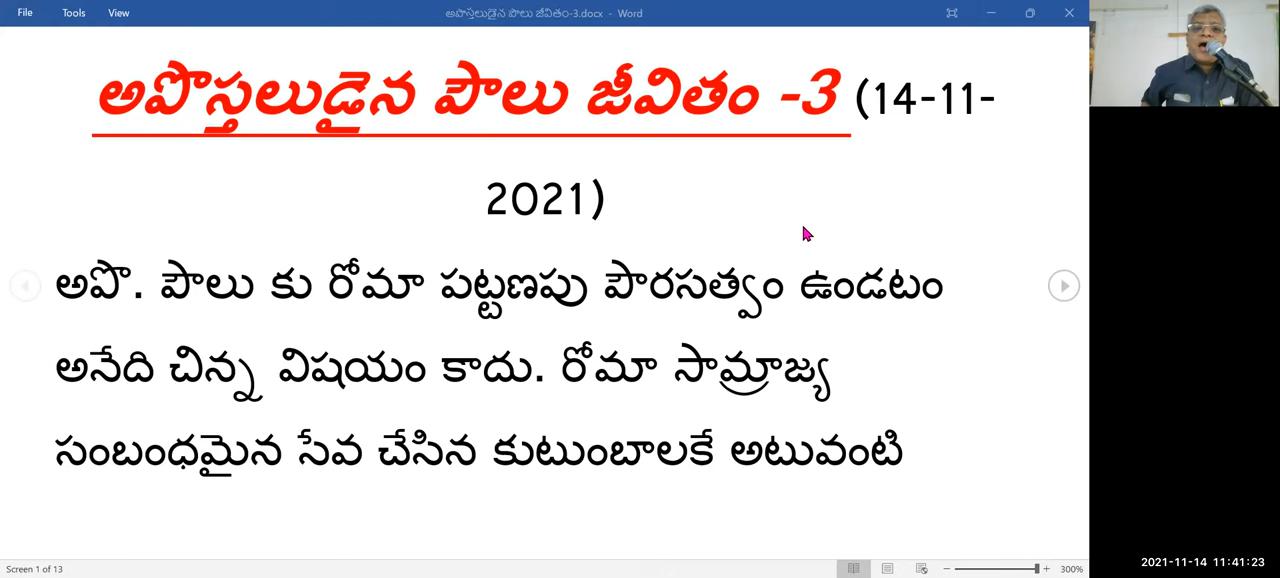 File Tools View అపొస్తలుడైన పౌలు జీవితం-3.docx - Word
అపొస్తలుడైన పౌలు జీవితం -3 (14-11-
2021)
అపొ. పౌలు కు రోమా పట్టణపు పౌరసత్వం ఉండటం
అనేది చిన్న విషయం కాదు. రోమా సామ్రాజ్య
సంబంధమైన సేవ చేసిన కుటుంబాలకే అటువంటి
Screen 1 of 13 300%
2021-11-14 11:41:23